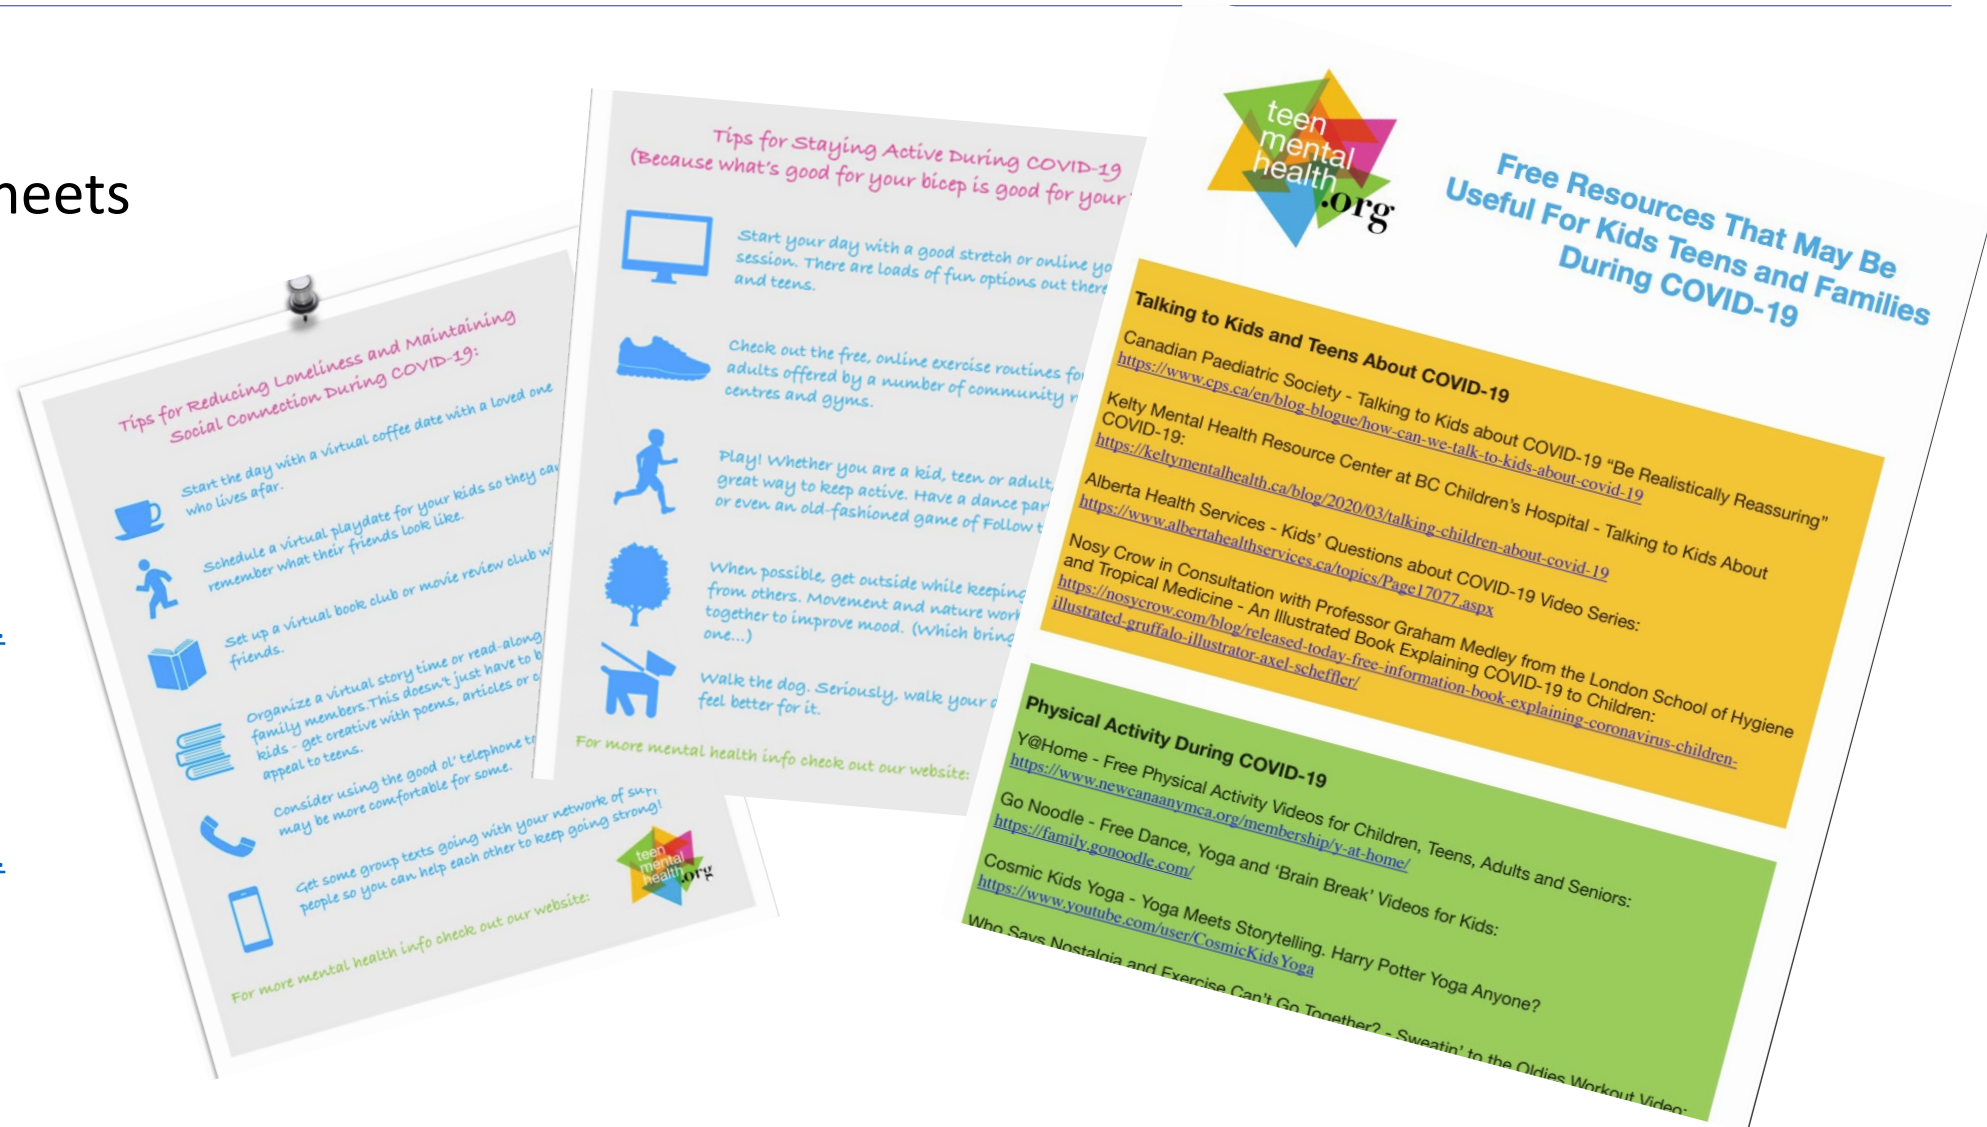 heets
Tips for Reducing Loneliness and Maintaining
Social Connection During COVID-19:
Start the day with a virtual coffee date with a loved one
who lives afar.
Schedule a virtual playdate for your kids so they can
remember what their friends look like.
Set up a virtual book club or movie review club wi
friends.
Organize a virtual story time or read-along
family members. This doesn't just have to b
kids - get creative with poems, articles or c
appeal to teens.
Consider using the good ol' telephone to
may be more comfortable for some.
Get some group texts going with your network of sup
people so you can help each other to keep going strong!
For more mental health info check out our website:
teen
mental
health
.org
Tips for Staying Active During COVID-19
(Because what's good for your bicep is good for your
Start your day with a good stretch or online yo
session. There are loads of fun options out there
and teens.
Check out the free, online exercise routines for
adults offered by a number of community r
centres and gyms.
Play! Whether you are a kid, teen or adult,
great way to keep active. Have a dance par
or even an old-fashioned game of Follow t
When possible, get outside while keeping
from others. Movement and nature work
together to improve mood. (Which bring
one...)
Walk the dog. Seriously, walk your d
feel better for it.
For more mental health info check out our website:
teen
mental
health
.org
Free Resources That May Be
Useful For Kids Teens and Families
During COVID-19
Talking to Kids and Teens About COVID-19
Canadian Paediatric Society - Talking to Kids about COVID-19 “Be Realistically Reassuring”
https://www.cps.ca/en/blog-blogue/how-can-we-talk-to-kids-about-covid-19
Kelty Mental Health Resource Center at BC Children's Hospital - Talking to Kids About
COVID-19:
https://keltymentalhealth.ca/blog/2020/03/talking-children-about-covid-19
Alberta Health Services - Kids' Questions about COVID-19 Video Series:
https://www.albertahealthservices.ca/topics/Page17077.aspx
Nosy Crow in Consultation with Professor Graham Medley from the London School of Hygiene
and Tropical Medicine - An Illustrated Book Explaining COVID-19 to Children:
https://nosycrow.com/blog/released-today-free-information-book-explaining-coronavirus-children-
illustrated-gruffalo-illustrator-axel-scheffler/
Physical Activity During COVID-19
Y@Home - Free Physical Activity Videos for Children, Teens, Adults and Seniors:
https://www.newcanaanymca.org/membership/y-at-home/
Go Noodle - Free Dance, Yoga and ‘Brain Break’ Videos for Kids:
https://family.gonoodle.com/
Cosmic Kids Yoga - Yoga Meets Storytelling. Harry Potter Yoga Anyone?
https://www.youtube.com/user/CosmicKidsYoga
Who Says Nostalgia and Exercise Can't Go Together? - Sweatin' to the Oldies Workout Video: